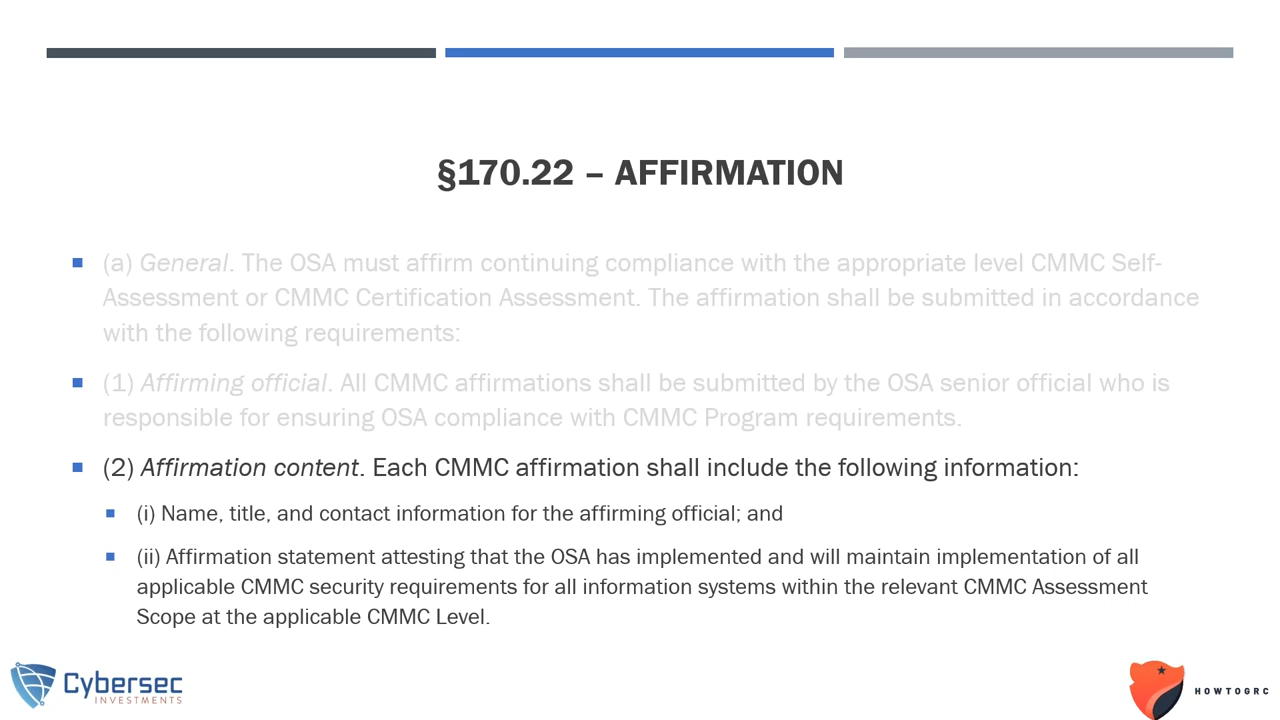 §170.22 – AFFIRMATION
(a) General. The OSA must affirm continuing compliance with the appropriate level CMMC Self-
Assessment or CMMC Certification Assessment. The affirmation shall be submitted in accordance
with the following requirements:
(1) Affirming official. All CMMC affirmations shall be submitted by the OSA senior official who is
responsible for ensuring OSA compliance with CMMC Program requirements.
(2) Affirmation content. Each CMMC affirmation shall include the following information:
(i) Name, title, and contact information for the affirming official; and
(ii) Affirmation statement attesting that the OSA has implemented and will maintain implementation of all
applicable CMMC security requirements for all information systems within the relevant CMMC Assessment
Scope at the applicable CMMC Level.
Cybersec
INVESTMENTS
HOWTOGRC